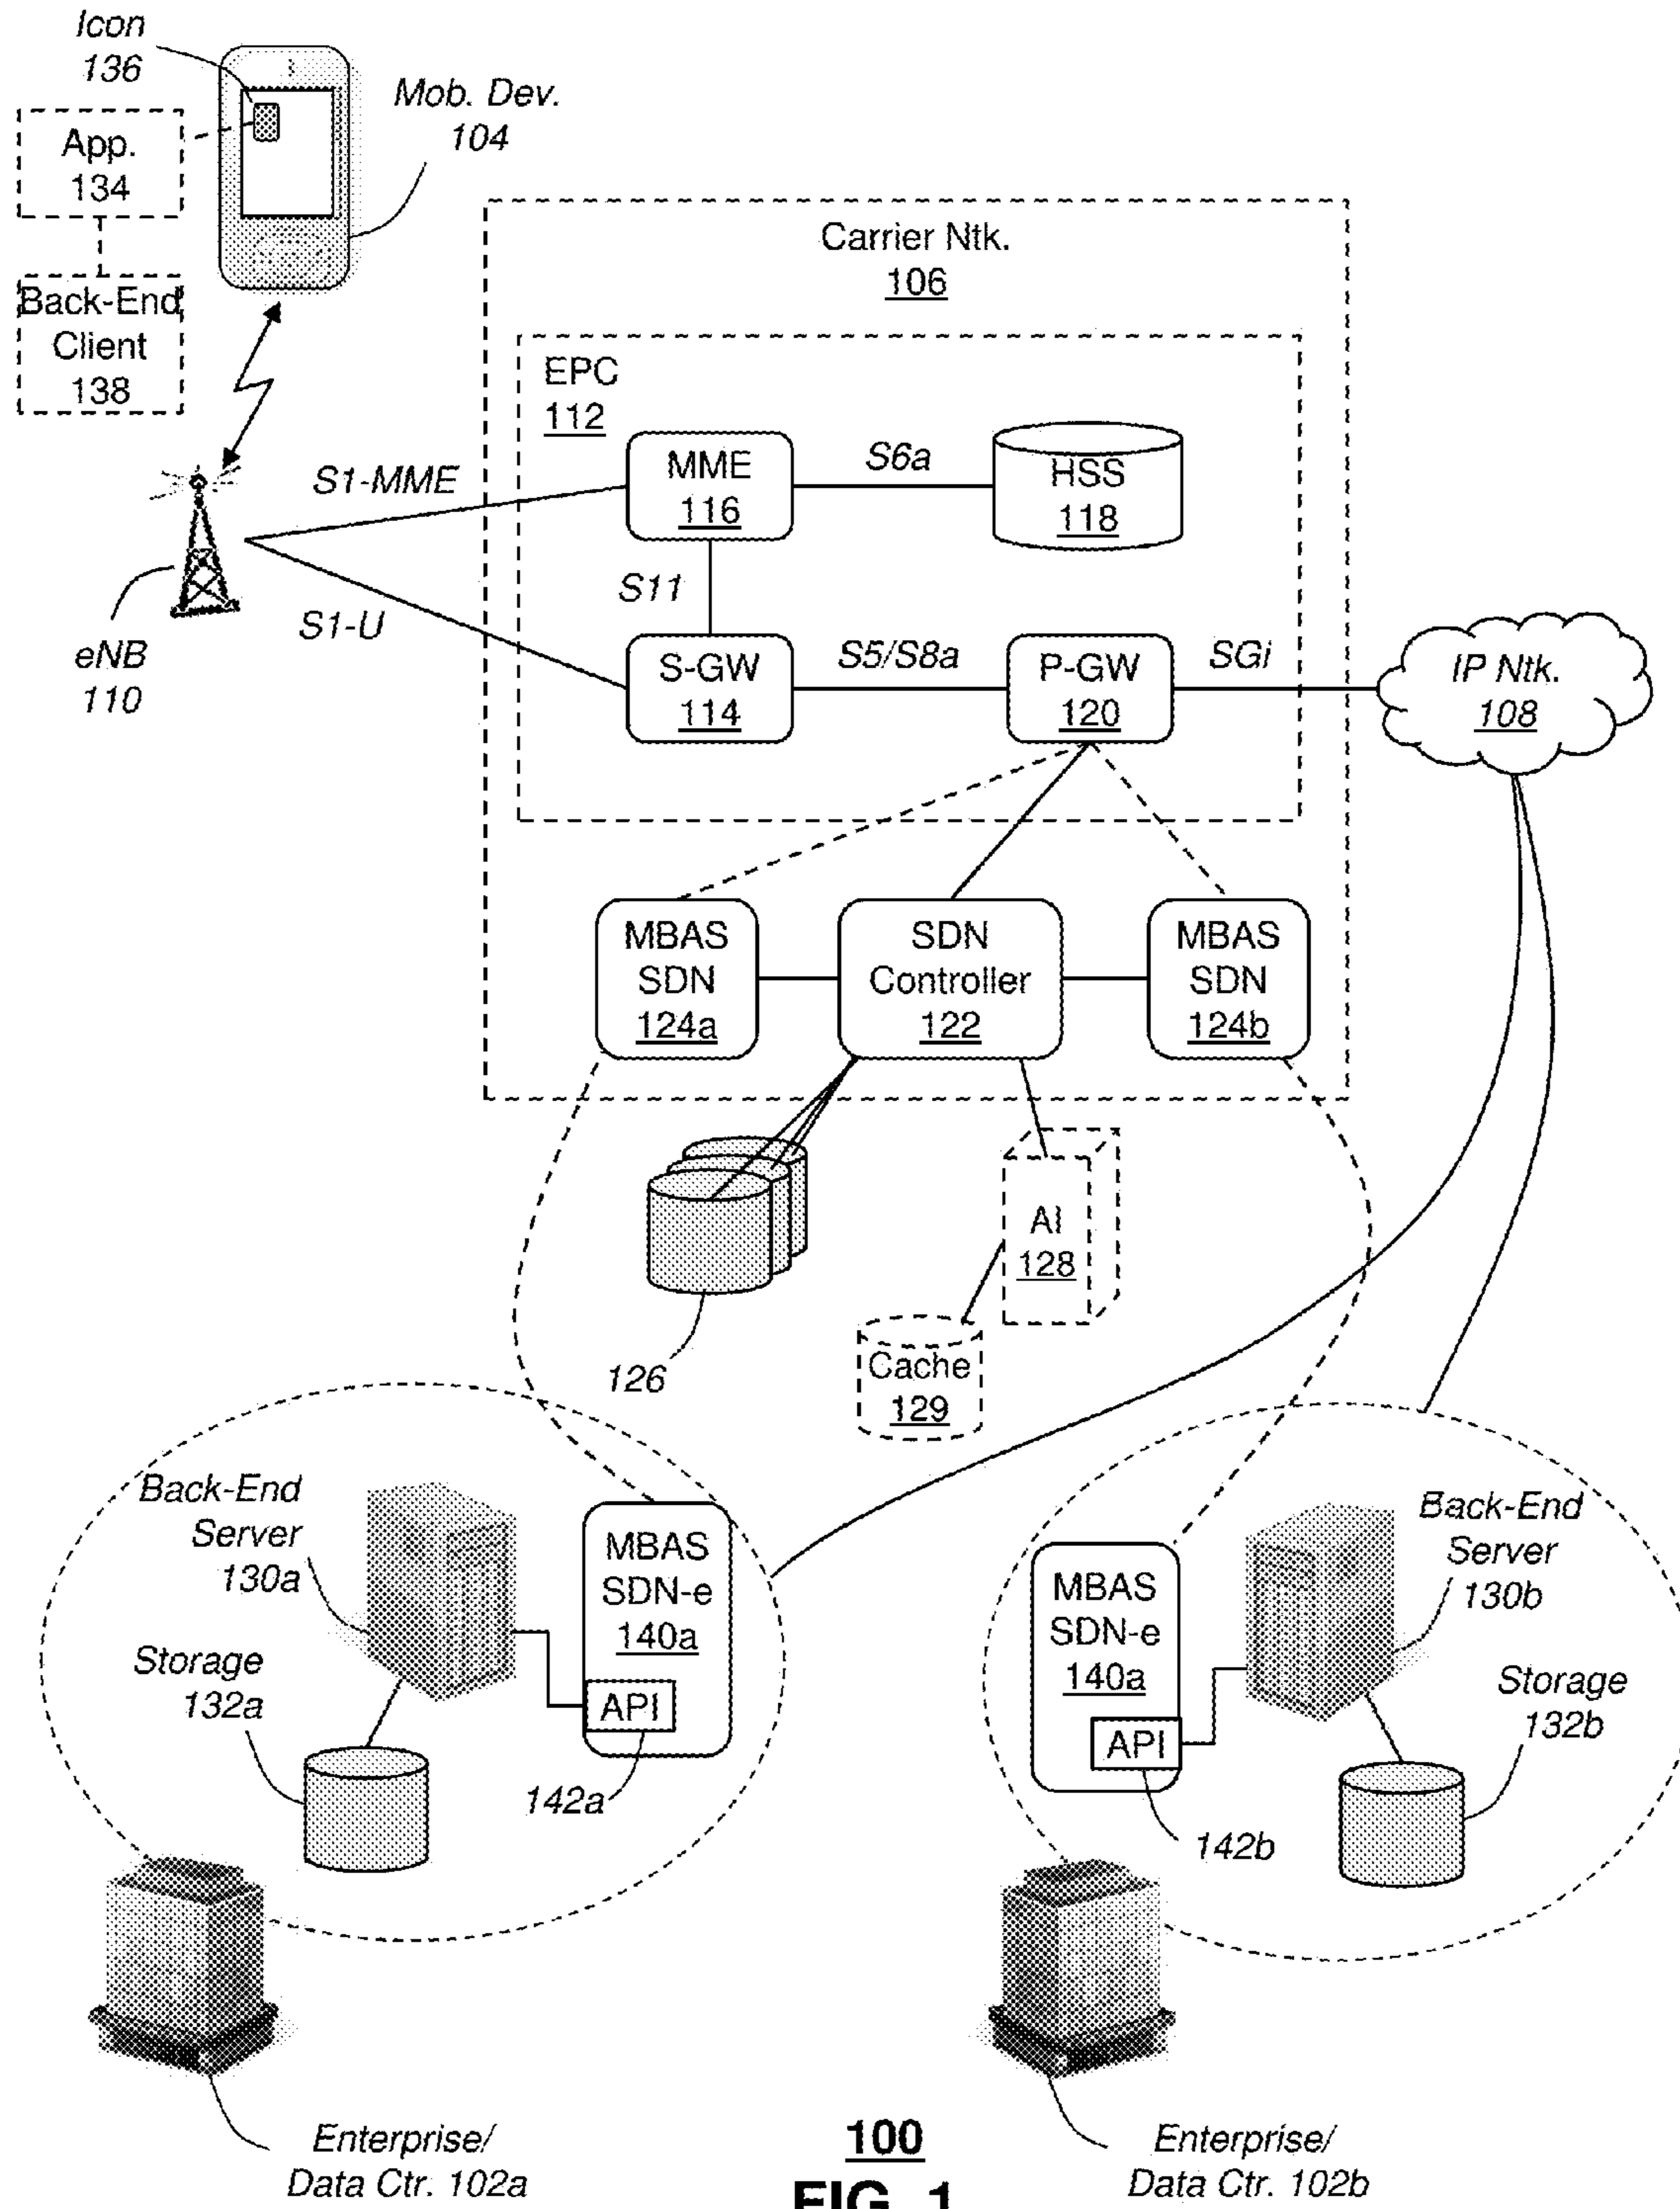 Icon
136
App.
134
Mob. Dev.
104
Back-End
Client
138
Carrier Ntk.
106
EPC
112
MME
116
S6a
HSS
118
S1-MME
S11
S1-U
eNB
110
S-GW
114
S5/S8a
P-GW
120
SGi
IP Ntk.
108
MBAS
SDN
124a
SDN
Controller
122
MBAS
SDN
124b
126
AI
128
Cache
129
Back-End
Server
130a
Storage
132a
MBAS
SDN-e
140a
API
142a
MBAS
SDN-e
140a
API
142b
Back-End
Server
130b
Storage
132b
Enterprise/
Data Ctr. 102a
100
FIG. 1
Enterprise/
Data Ctr. 102b